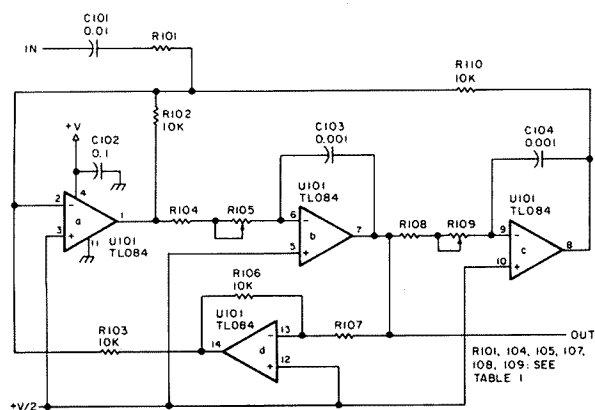 C101
0.01
IN
R101
R110
10K
R102
10K
+V
C102
0.1
C103
0.001
C104
0.001
4
2
-
a
1
3
+
11
U101
TL084
R104
R105
U101
TL084
6
-
b
7
5
+
R108
R109
U101
TL084
9
-
c
8
10
+
R106
10K
U101
TL084
R103
10K
14
d
-
13
+
12
R107
OUT
R101, 104, 105, 107,
108, 109: SEE
TABLE 1
+V/2